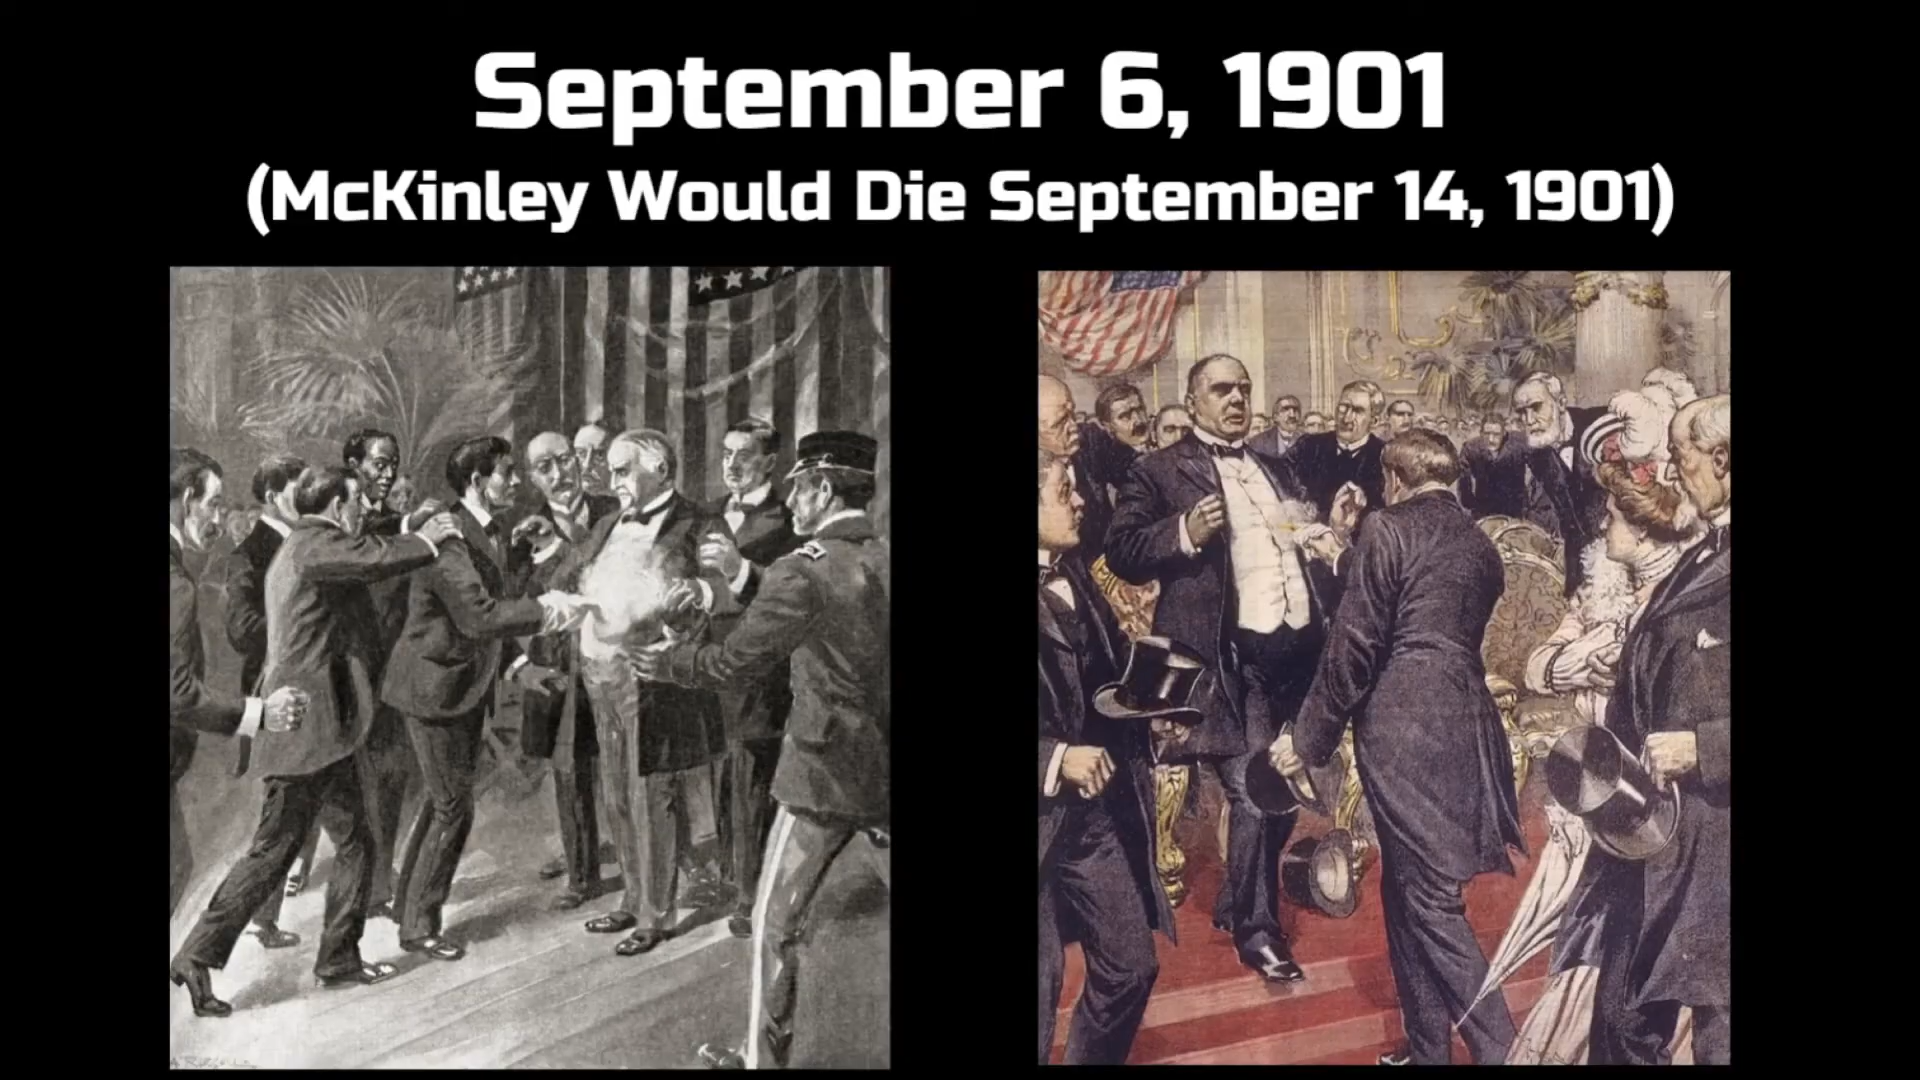 September 6, 1901
(McKinley Would Die September 14, 1901)